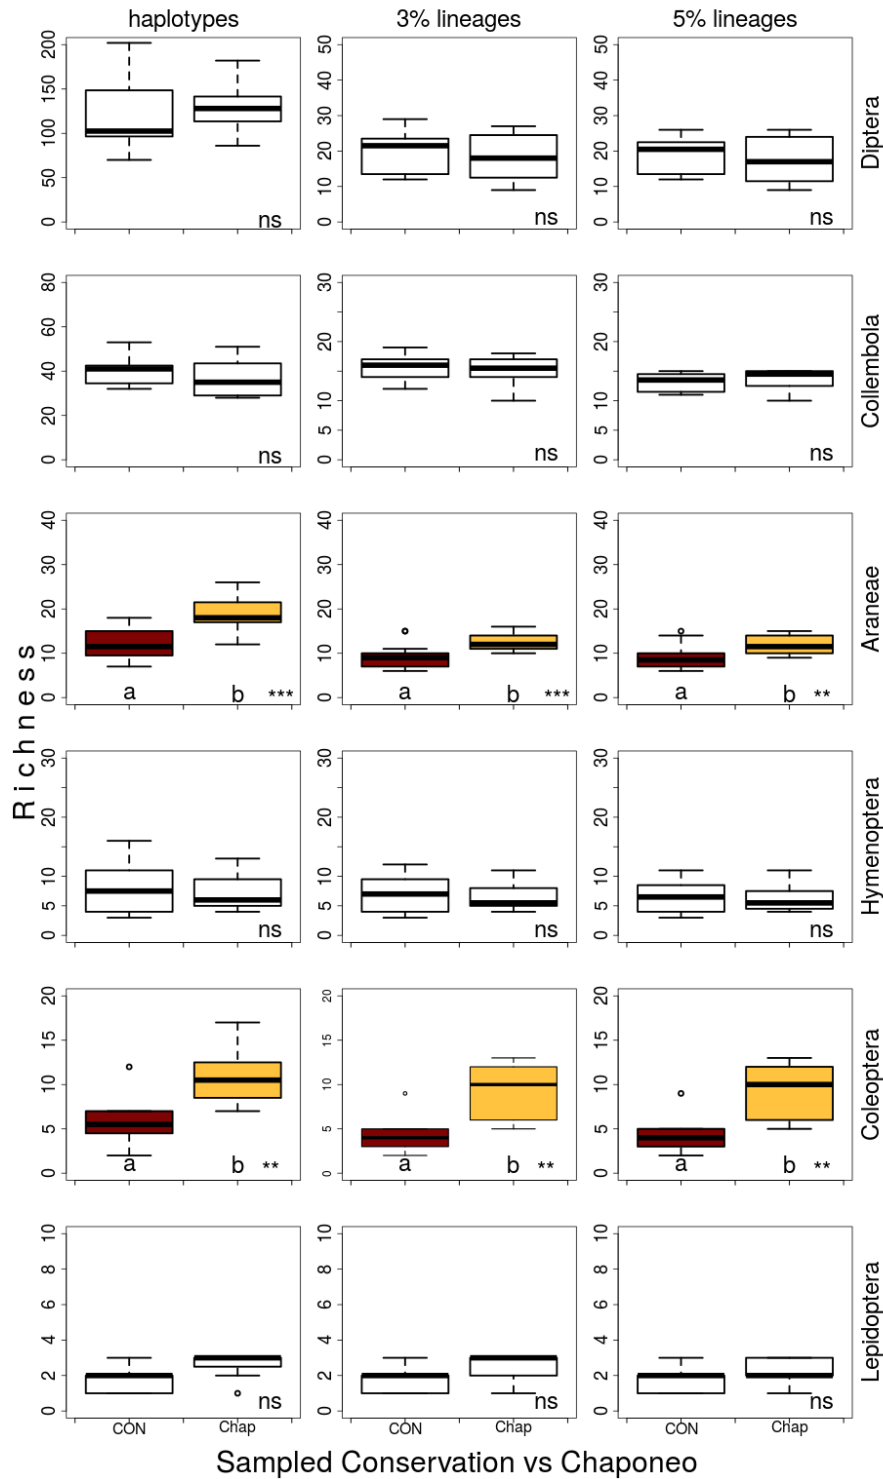 haplotypes 3% lineages 5% lineages
Richness
0 50 100 150 200 ns 0 10 20 30 40 50 ns 0 10 20 30 40 50 ns Diptera
0 20 40 60 80 ns 0 5 10 20 30 ns 0 5 10 20 30 ns Collembola
0 10 20 30 40 a b *** 0 10 20 30 40 a b *** 0 10 20 30 40 a b ** Araneae
0 5 10 20 30 ns 0 5 10 20 30 ns 0 5 10 20 30 ns Hymenoptera
0 5 10 15 20 a b ** 0 5 10 15 20 a b ** 0 5 10 15 20 a b ** Coleoptera
0 2 4 6 8 10 ns 0 2 4 6 8 10 ns 0 2 4 6 8 10 ns Lepidoptera
CON Chap CON Chap CON Chap
Sampled Conservation vs Chaponeo